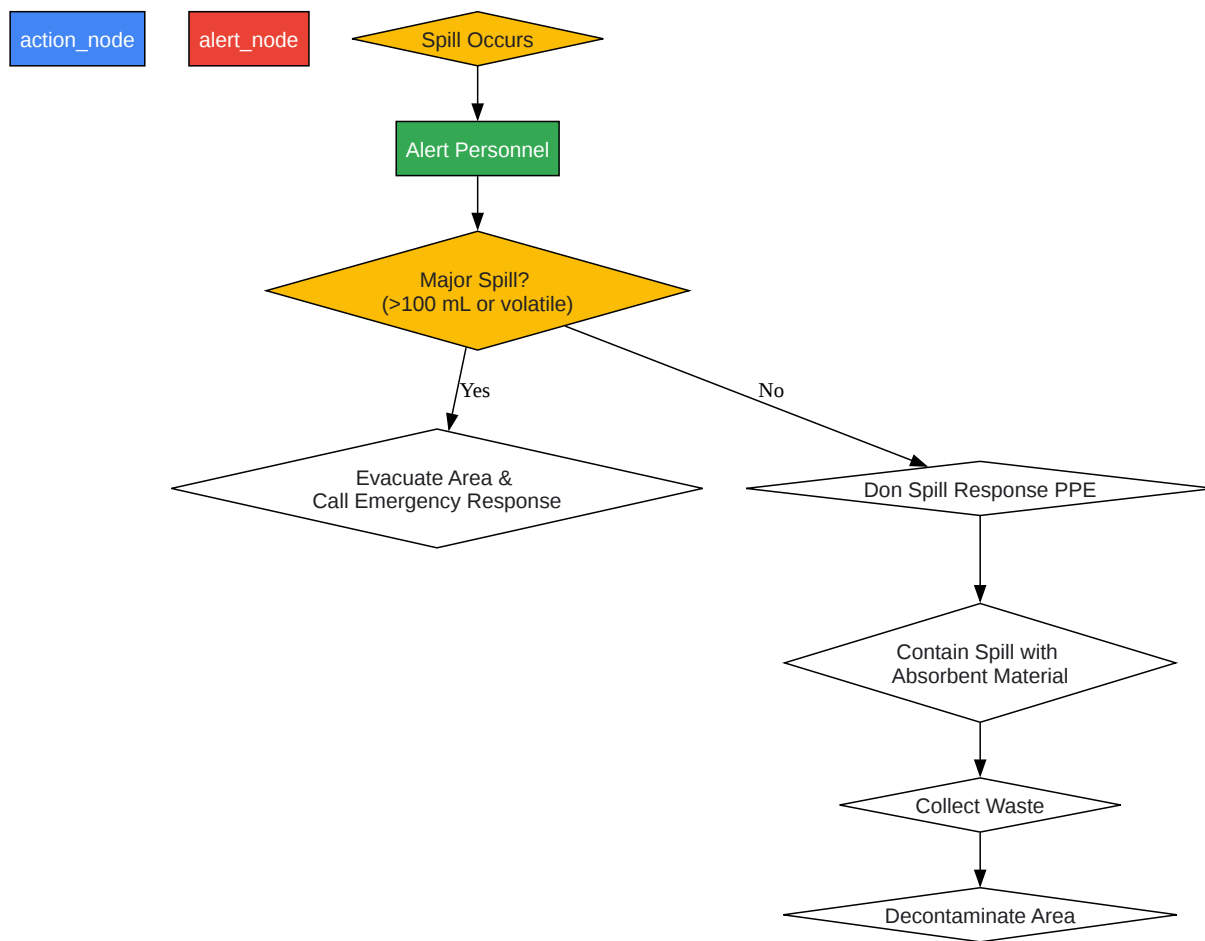 action_node
alert_node
Spill Occurs
Alert Personnel
Major Spill?
(>100 mL or volatile)
Yes
No
Evacuate Area &
Call Emergency Response
Don Spill Response PPE
Contain Spill with
Absorbent Material
Collect Waste
Decontaminate Area